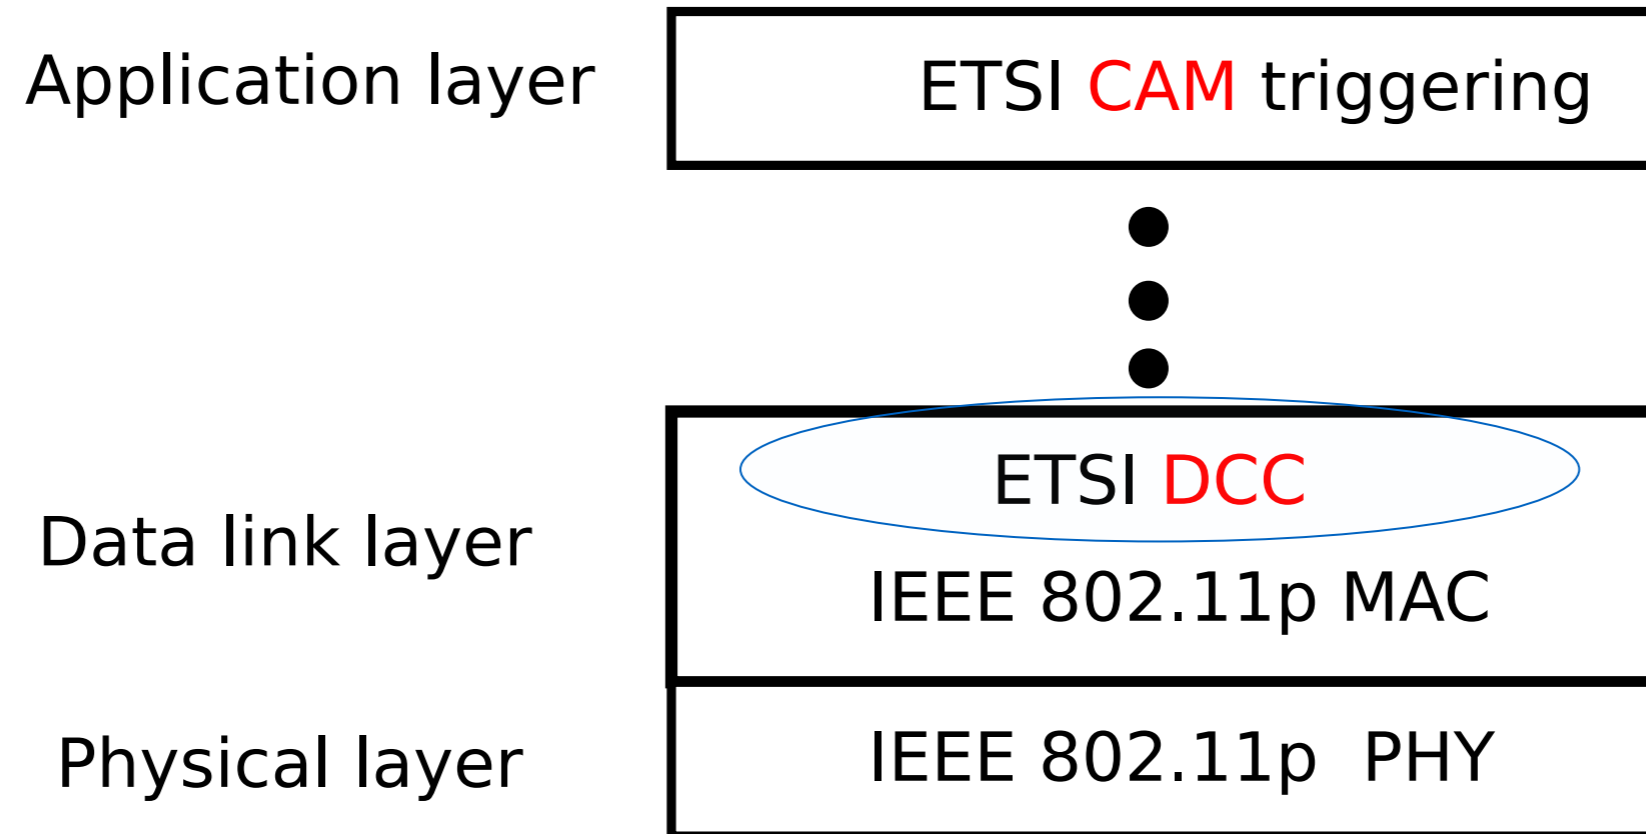 Application layer
ETSI CAM triggering
ETSI DCC
Data link layer
IEEE 802.11p MAC
Physical layer
IEEE 802.11p PHY